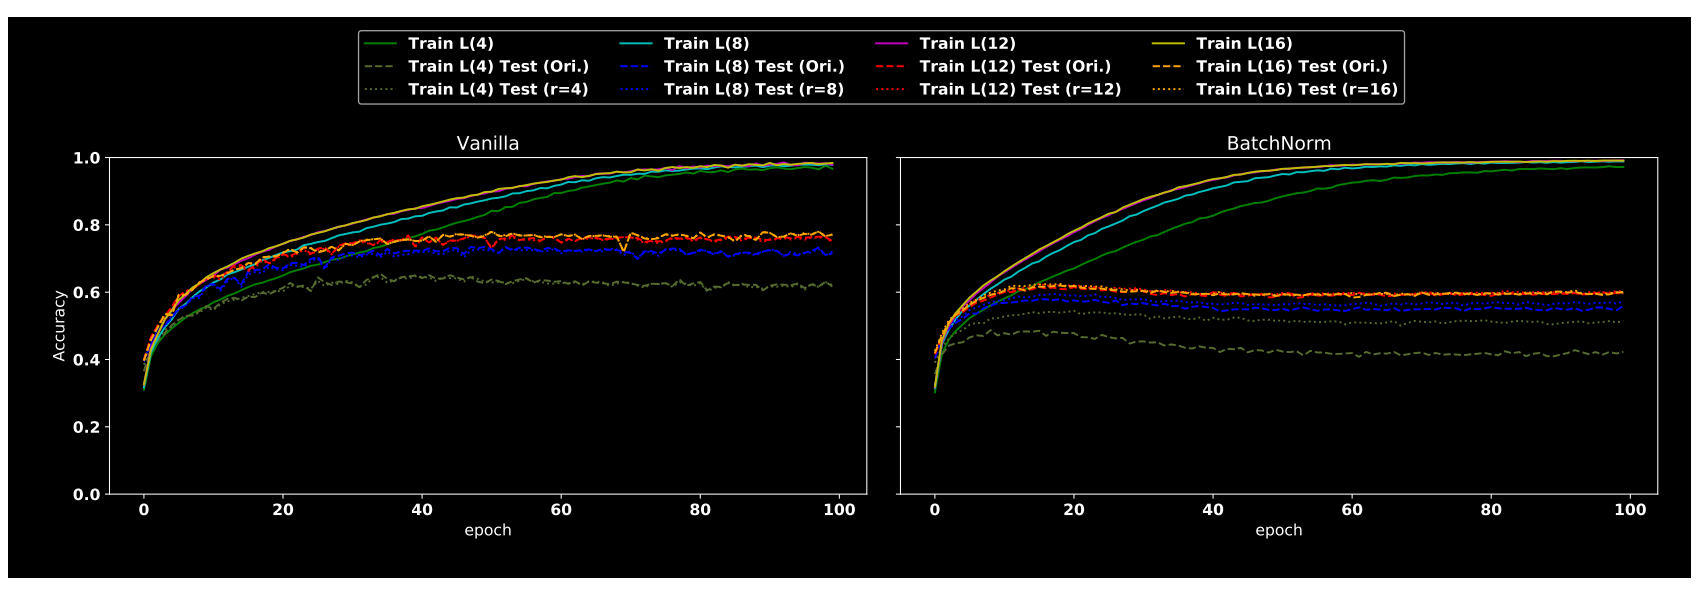 Train L(4) Train L(8) Train L(12) Train L(16)
Train L(4) Test (Ori.) Train L(8) Test (Ori.) Train L(12) Test (Ori.) Train L(16) Test (Ori.)
Train L(4) Test (r=4) Train L(8) Test (r=8) Train L(12) Test (r=12) Train L(16) Test (r=16)
Vanilla
1.0
0.8
0.6
0.4
0.2
0.0
Accuracy
0 20 40 60 80 100
epoch
BatchNorm
0 20 40 60 80 100
epoch